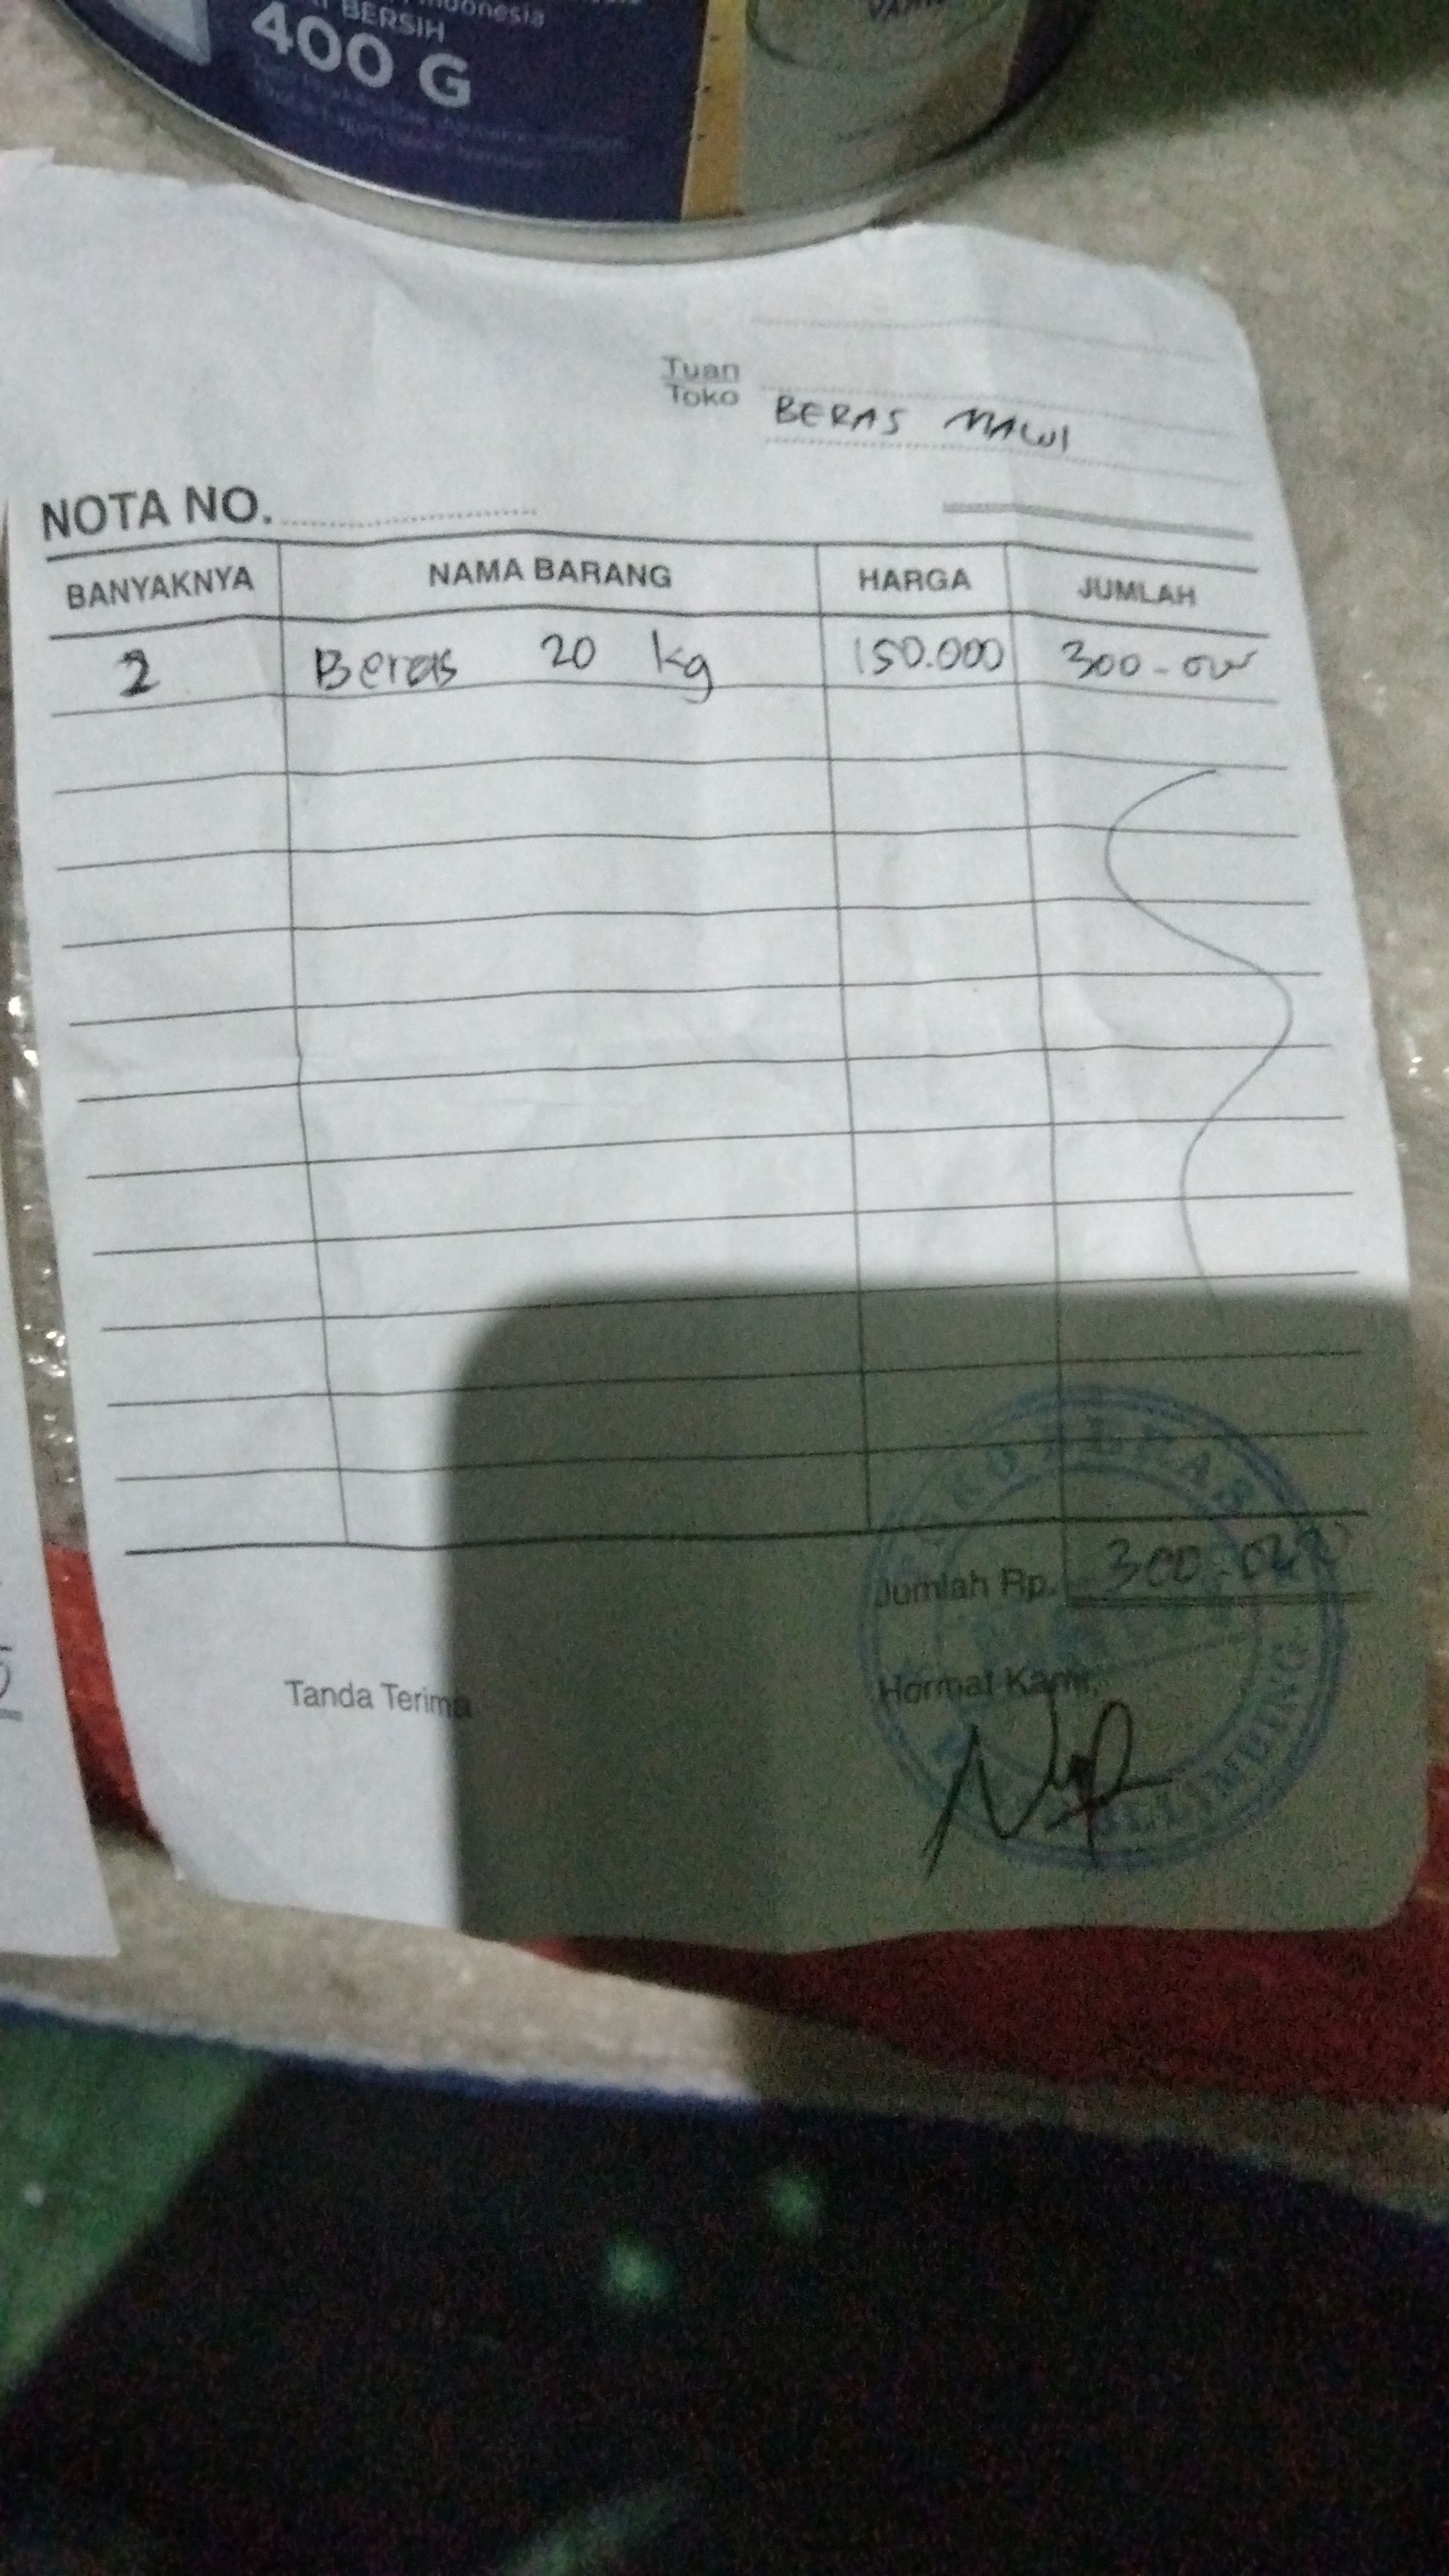 BERSIH
400 G
Tuan
Toko
BERAS MAWI
NOTA NO.
BANYAKNYA NAMA BARANG HARGA JUMLAH
2 Beras 20 kg 150.000 300-000
Jumlah Rp. 300-000
Tanda Terima
Hormat Kami,